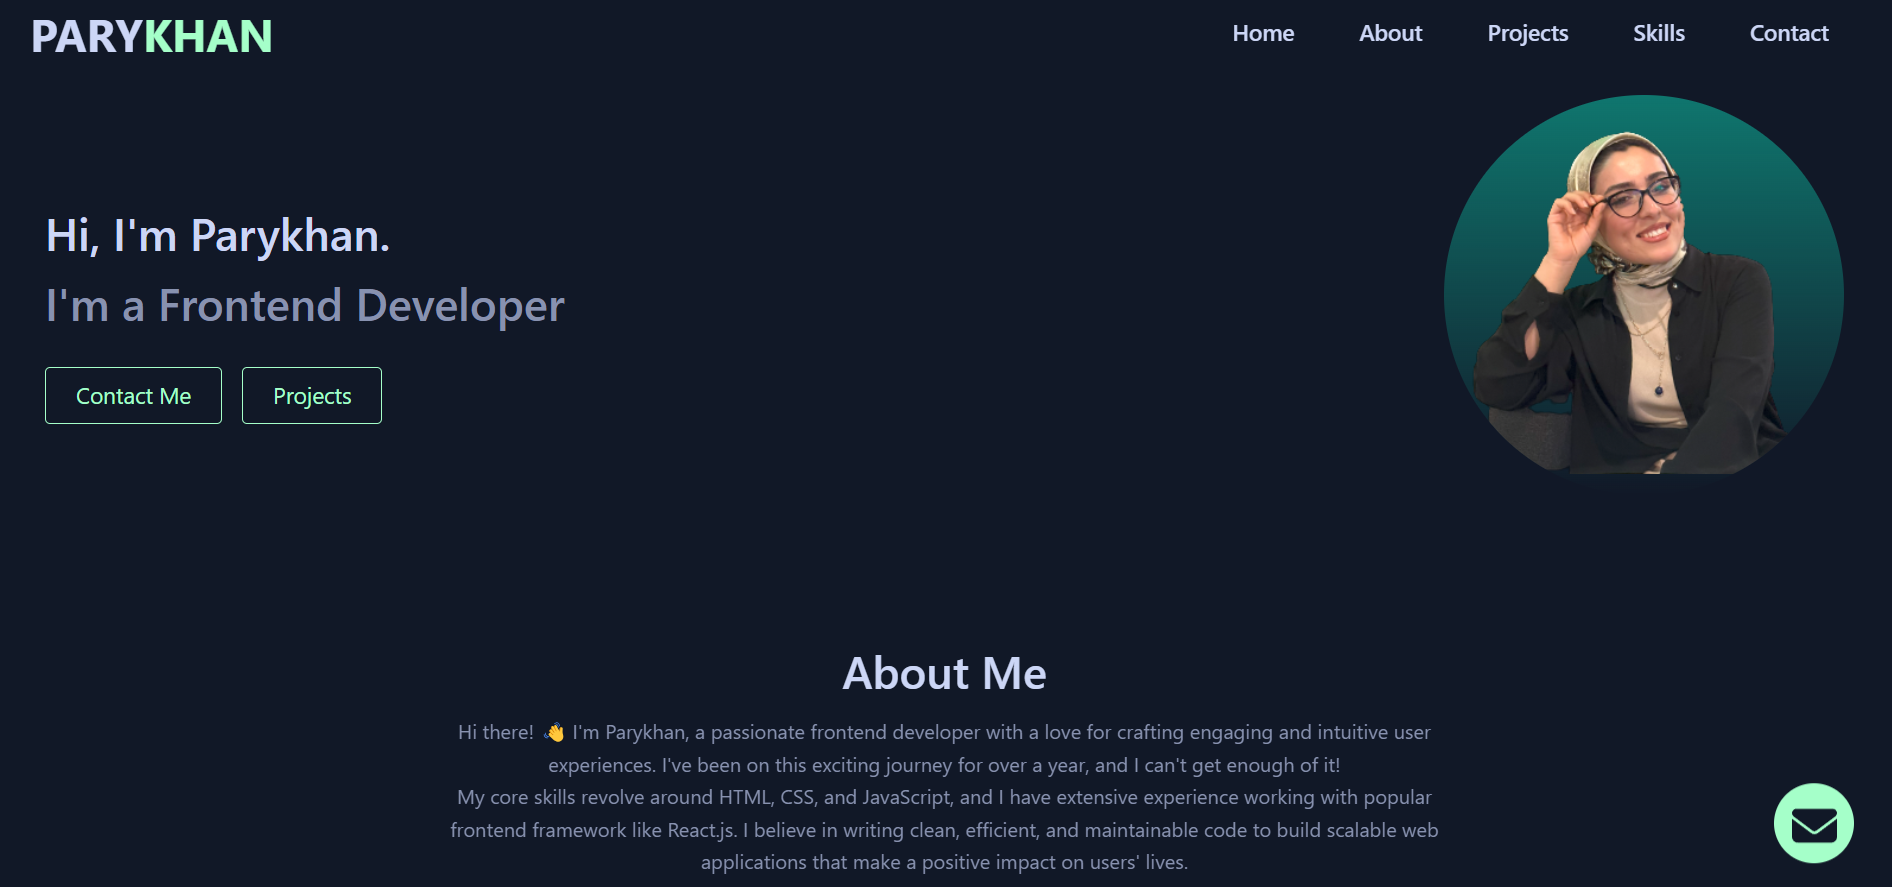 PARYKHAN
Home About Projects Skills Contact
Hi, I'm Parykhan.
I'm a Frontend Developer
Contact Me Projects
About Me
Hi there! 👋 I'm Parykhan, a passionate frontend developer with a love for crafting engaging and intuitive user
experiences. I've been on this exciting journey for over a year, and I can't get enough of it!
My core skills revolve around HTML, CSS, and JavaScript, and I have extensive experience working with popular
frontend framework like React.js. I believe in writing clean, efficient, and maintainable code to build scalable web
applications that make a positive impact on users' lives.